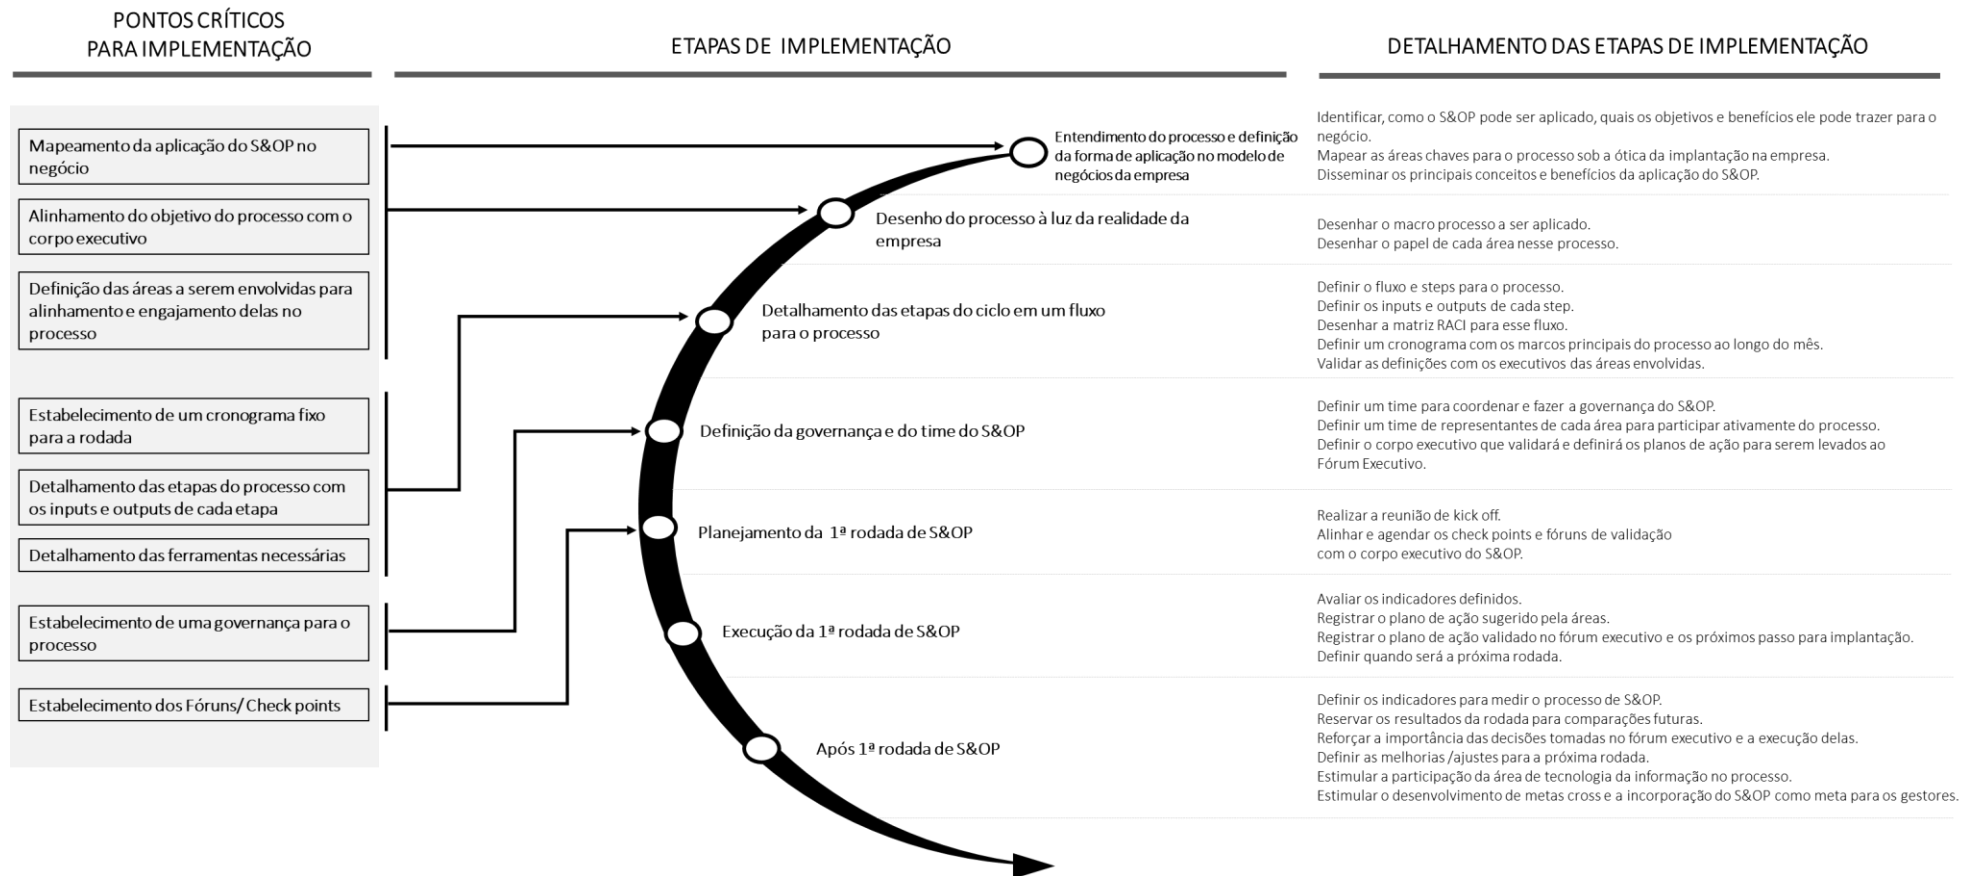 PONTOS CRÍTICOS
PARA IMPLEMENTAÇÃO
ETAPAS DE IMPLEMENTAÇÃO
DETALHAMENTO DAS ETAPAS DE IMPLEMENTAÇÃO
Mapeamento da aplicação do S&OP no
negócio
Alinhamento do objetivo do processo com o
corpo executivo
Definição das áreas a serem envolvidas para
alinhamento e engajamento delas no
processo
Estabelecimento de um cronograma fixo
para a rodada
Detalhamento das etapas do processo com
os inputs e outputs de cada etapa
Detalhamento das ferramentas necessárias
Estabelecimento de uma governança para o
processo
Estabelecimento dos Fóruns/ Check points
Entendimento do processo e definição
da forma de aplicação no modelo de
negócios da empresa
Desenho do processo à luz da realidade da
empresa
Detalhamento das etapas do ciclo em um fluxo
para o processo
Definição da governança e do time do S&OP
Planejamento da 1ª rodada de S&OP
Execução da 1ª rodada de S&OP
Após 1ª rodada de S&OP
Identificar, como o S&OP pode ser aplicado, quais os objetivos e benefícios ele pode trazer para o
negócio.
Mapear as áreas chaves para o processo sob a ótica da implantação na empresa.
Disseminar os principais conceitos e benefícios da aplicação do S&OP.
Desenhar o macro processo a ser aplicado.
Desenhar o papel de cada área nesse processo.
Definir o fluxo e steps para o processo.
Definir os inputs e outputs de cada step.
Desenhar a matriz RACI para esse fluxo.
Definir um cronograma com os marcos principais do processo ao longo do mês.
Validar as definições com os executivos das áreas envolvidas.
Definir um time para coordenar e fazer a governança do S&OP.
Definir um time de representantes de cada área para participar ativamente do processo.
Definir o corpo executivo que validará e definirá os planos de ação para serem levados ao
Fórum Executivo.
Realizar a reunião de kick off.
Alinhar e agendar os check points e fóruns de validação
com o corpo executivo do S&OP.
Avaliar os indicadores definidos.
Registrar o plano de ação sugerido pela áreas.
Registrar o plano de ação validado no fórum executivo e os próximos passo para implantação.
Definir quando será a próxima rodada.
Definir os indicadores para medir o processo de S&OP.
Reservar os resultados da rodada para comparações futuras.
Reforçar a importância das decisões tomadas no fórum executivo e a execução delas.
Definir as melhorias /ajustes para a próxima rodada.
Estimular a participação da área de tecnologia da informação no processo.
Estimular o desenvolvimento de metas cross e a incorporação do S&OP como meta para os gestores.